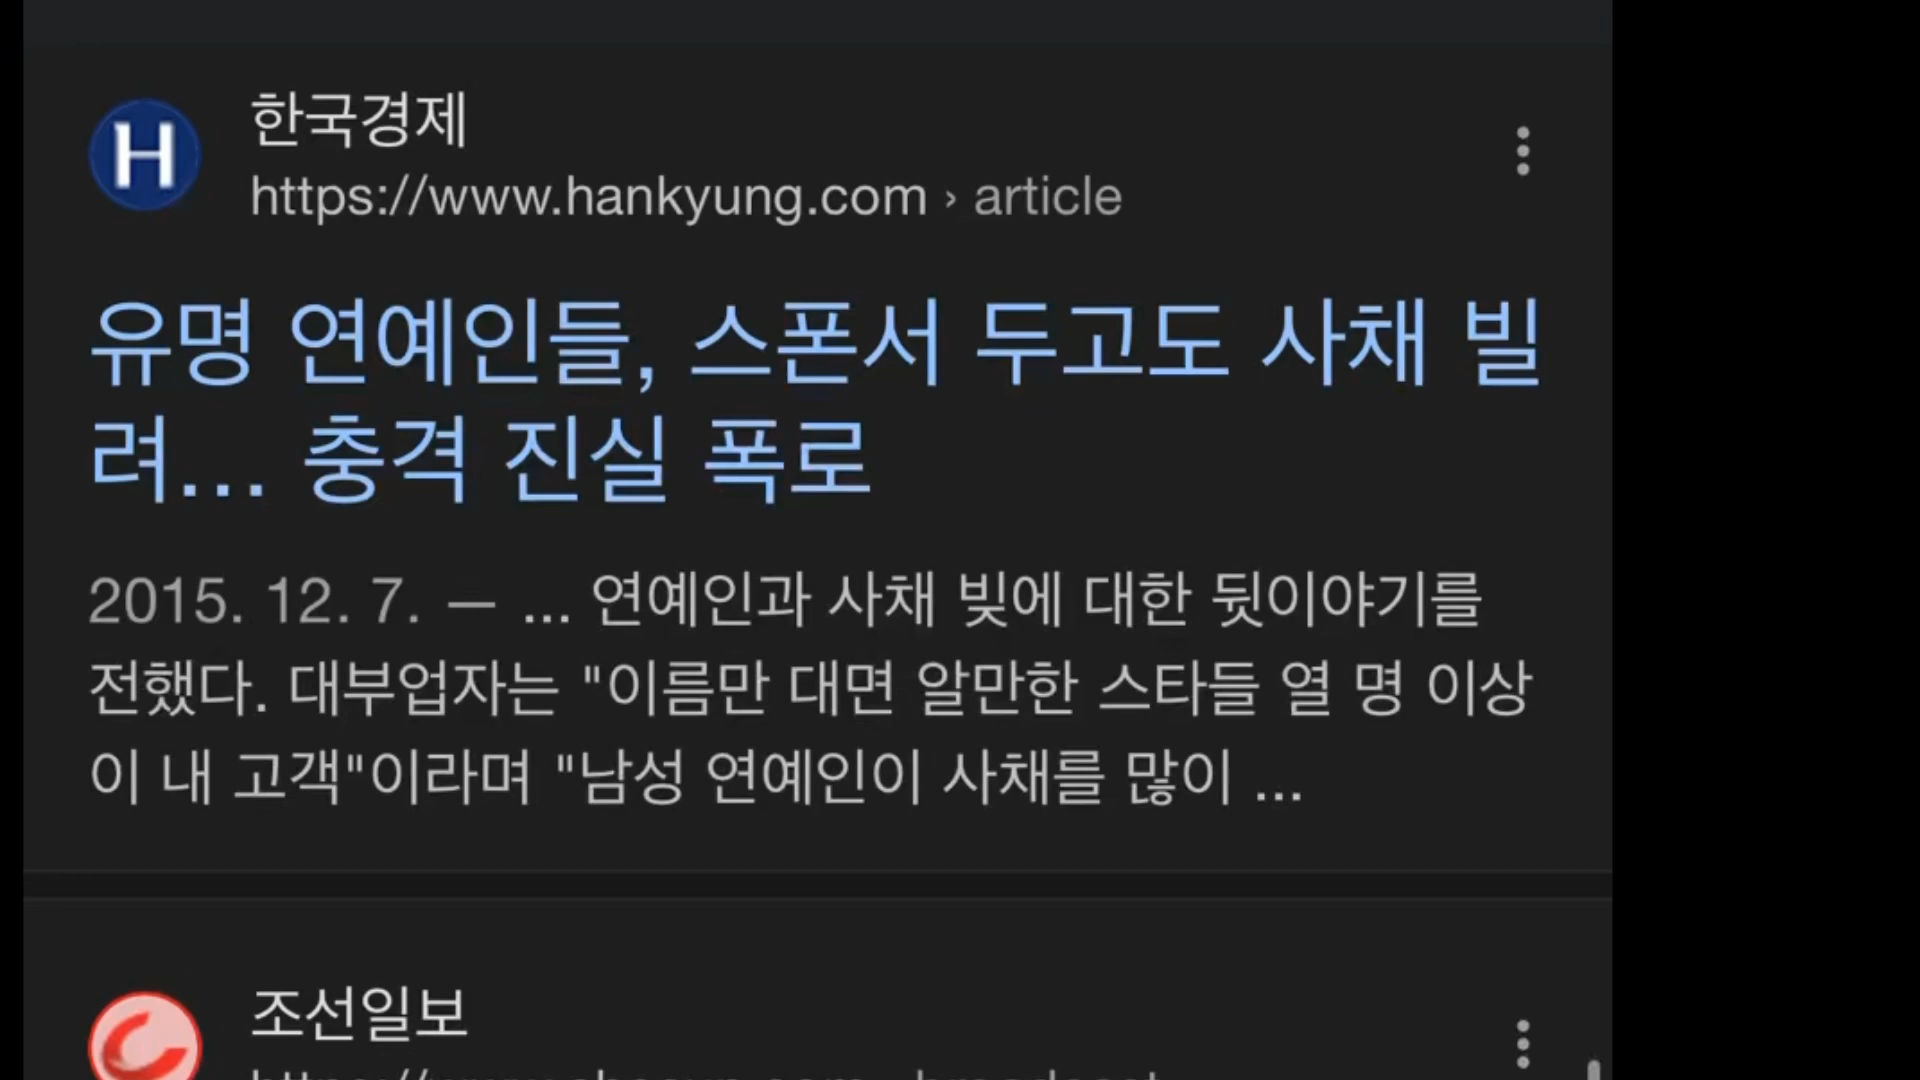 H
한국경제
https://www.hankyung.com › article
유명 연예인들, 스폰서 두고도 사채 빌
려... 충격 진실 폭로
2015. 12. 7. — ... 연예인과 사채 빚에 대한 뒷이야기를
전했다. 대부업자는 "이름만 대면 알만한 스타들 열 명 이상
이 내 고객"이라며 "남성 연예인이 사채를 많이 ...
조선일보